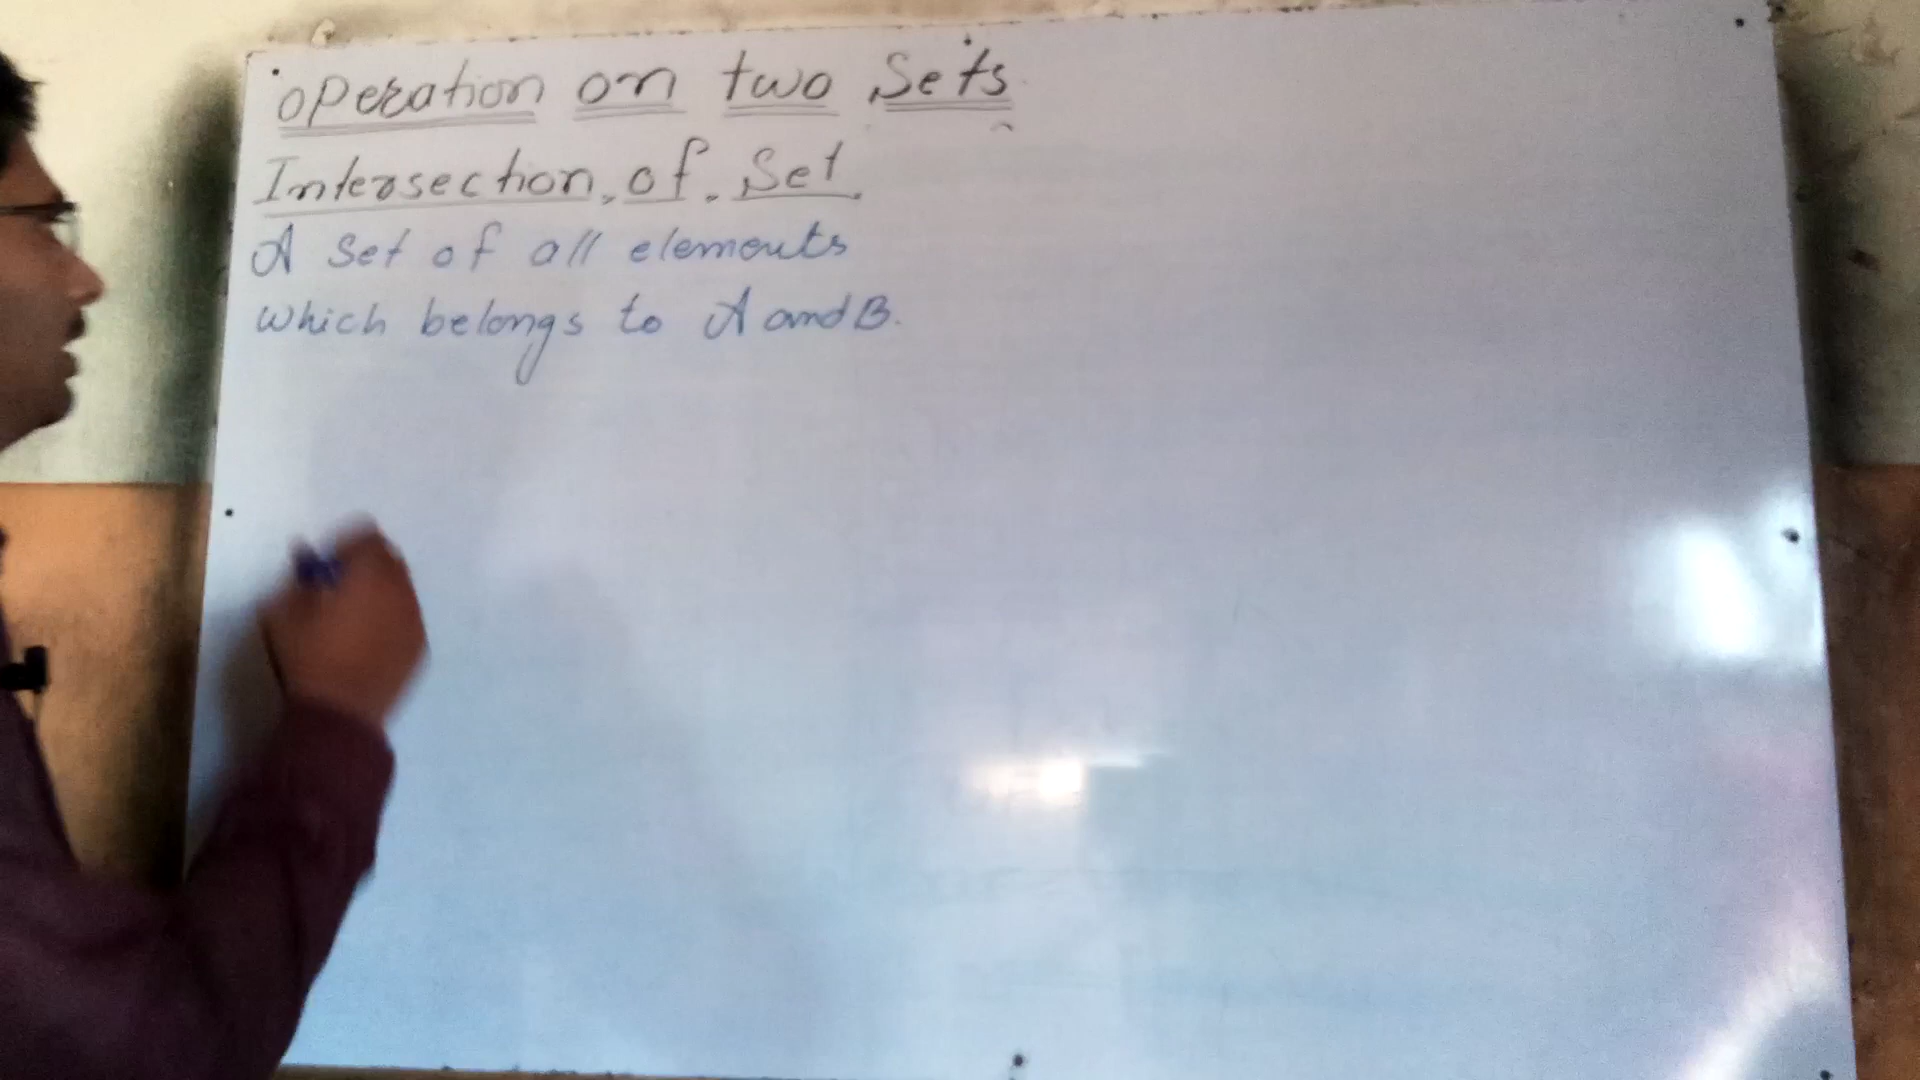 operation on two Sets
Intersection of Set
A Set of all elements
which belongs to A and B.